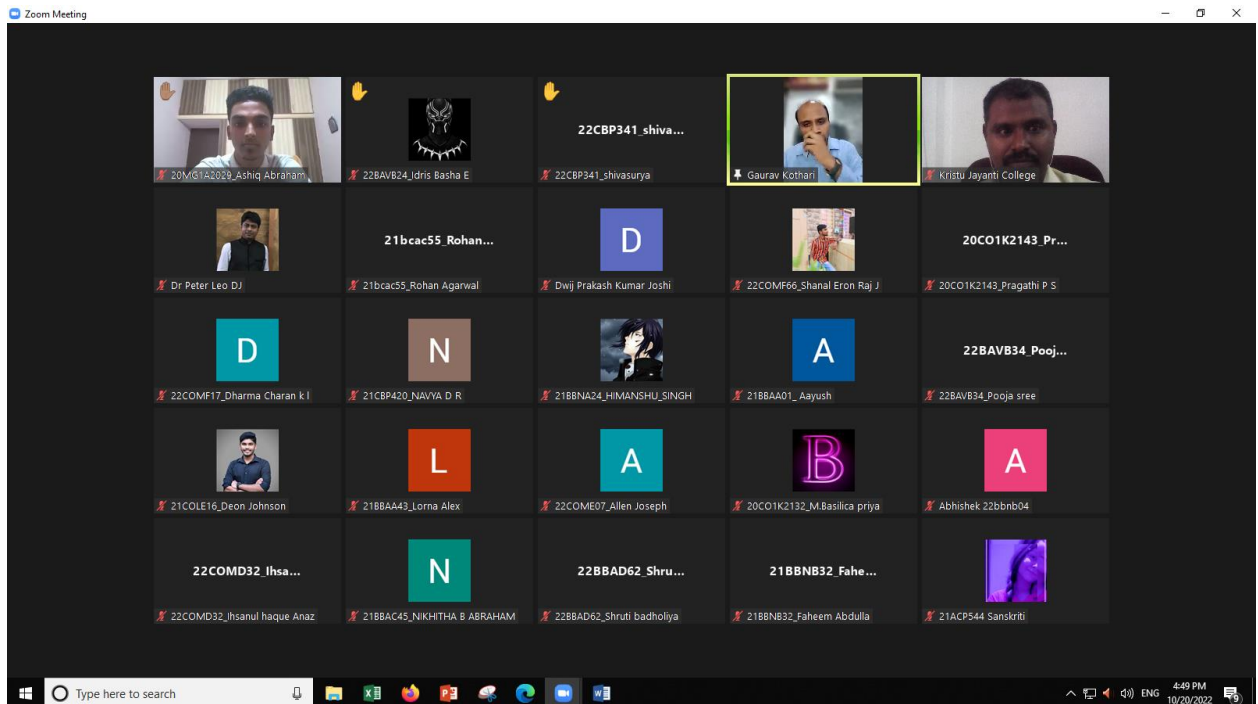 Zoom Meeting
20MG1A2029_Ashiq Abraham
22BAVB24_Idris Basha E
22CBP341_shiva...
22CBP341_shivasurya
Gaurav Kothari
Kristu Jayanti College
Dr Peter Leo DJ
21bcac55_Rohan...
21bcac55_Rohan Agarwal
D
Dwij Prakash Kumar Joshi
22COMF66_Shanal Eron Raj J
20CO1K2143_Pr...
20CO1K2143_Pragathi P S
D
22COMF17_Dharma Charan k l
N
21CBP420_NAVYA D R
21BBNA24_HIMANSHU_SINGH
A
21BBAA01_ Aayush
22BAVB34_Pooj...
22BAVB34_Pooja sree
21COLE16_Deon Johnson
L
21BBAA43_Lorna Alex
A
22COME07_Allen Joseph
B
20CO1K2132_M.Basilica priya
A
Abhishek 22bbnb04
22COMD32_Ihsa...
22COMD32_Ihsanul haque Anaz
N
21BBAC45_NIKHITHA B ABRAHAM
22BBAD62_Shru...
22BBAD62_Shruti badholiya
21BBNB32_Fahe...
21BBNB32_Faheem Abdulla
21ACP544 Sanskriti
Type here to search
ENG
4:49 PM
10/20/2022
9